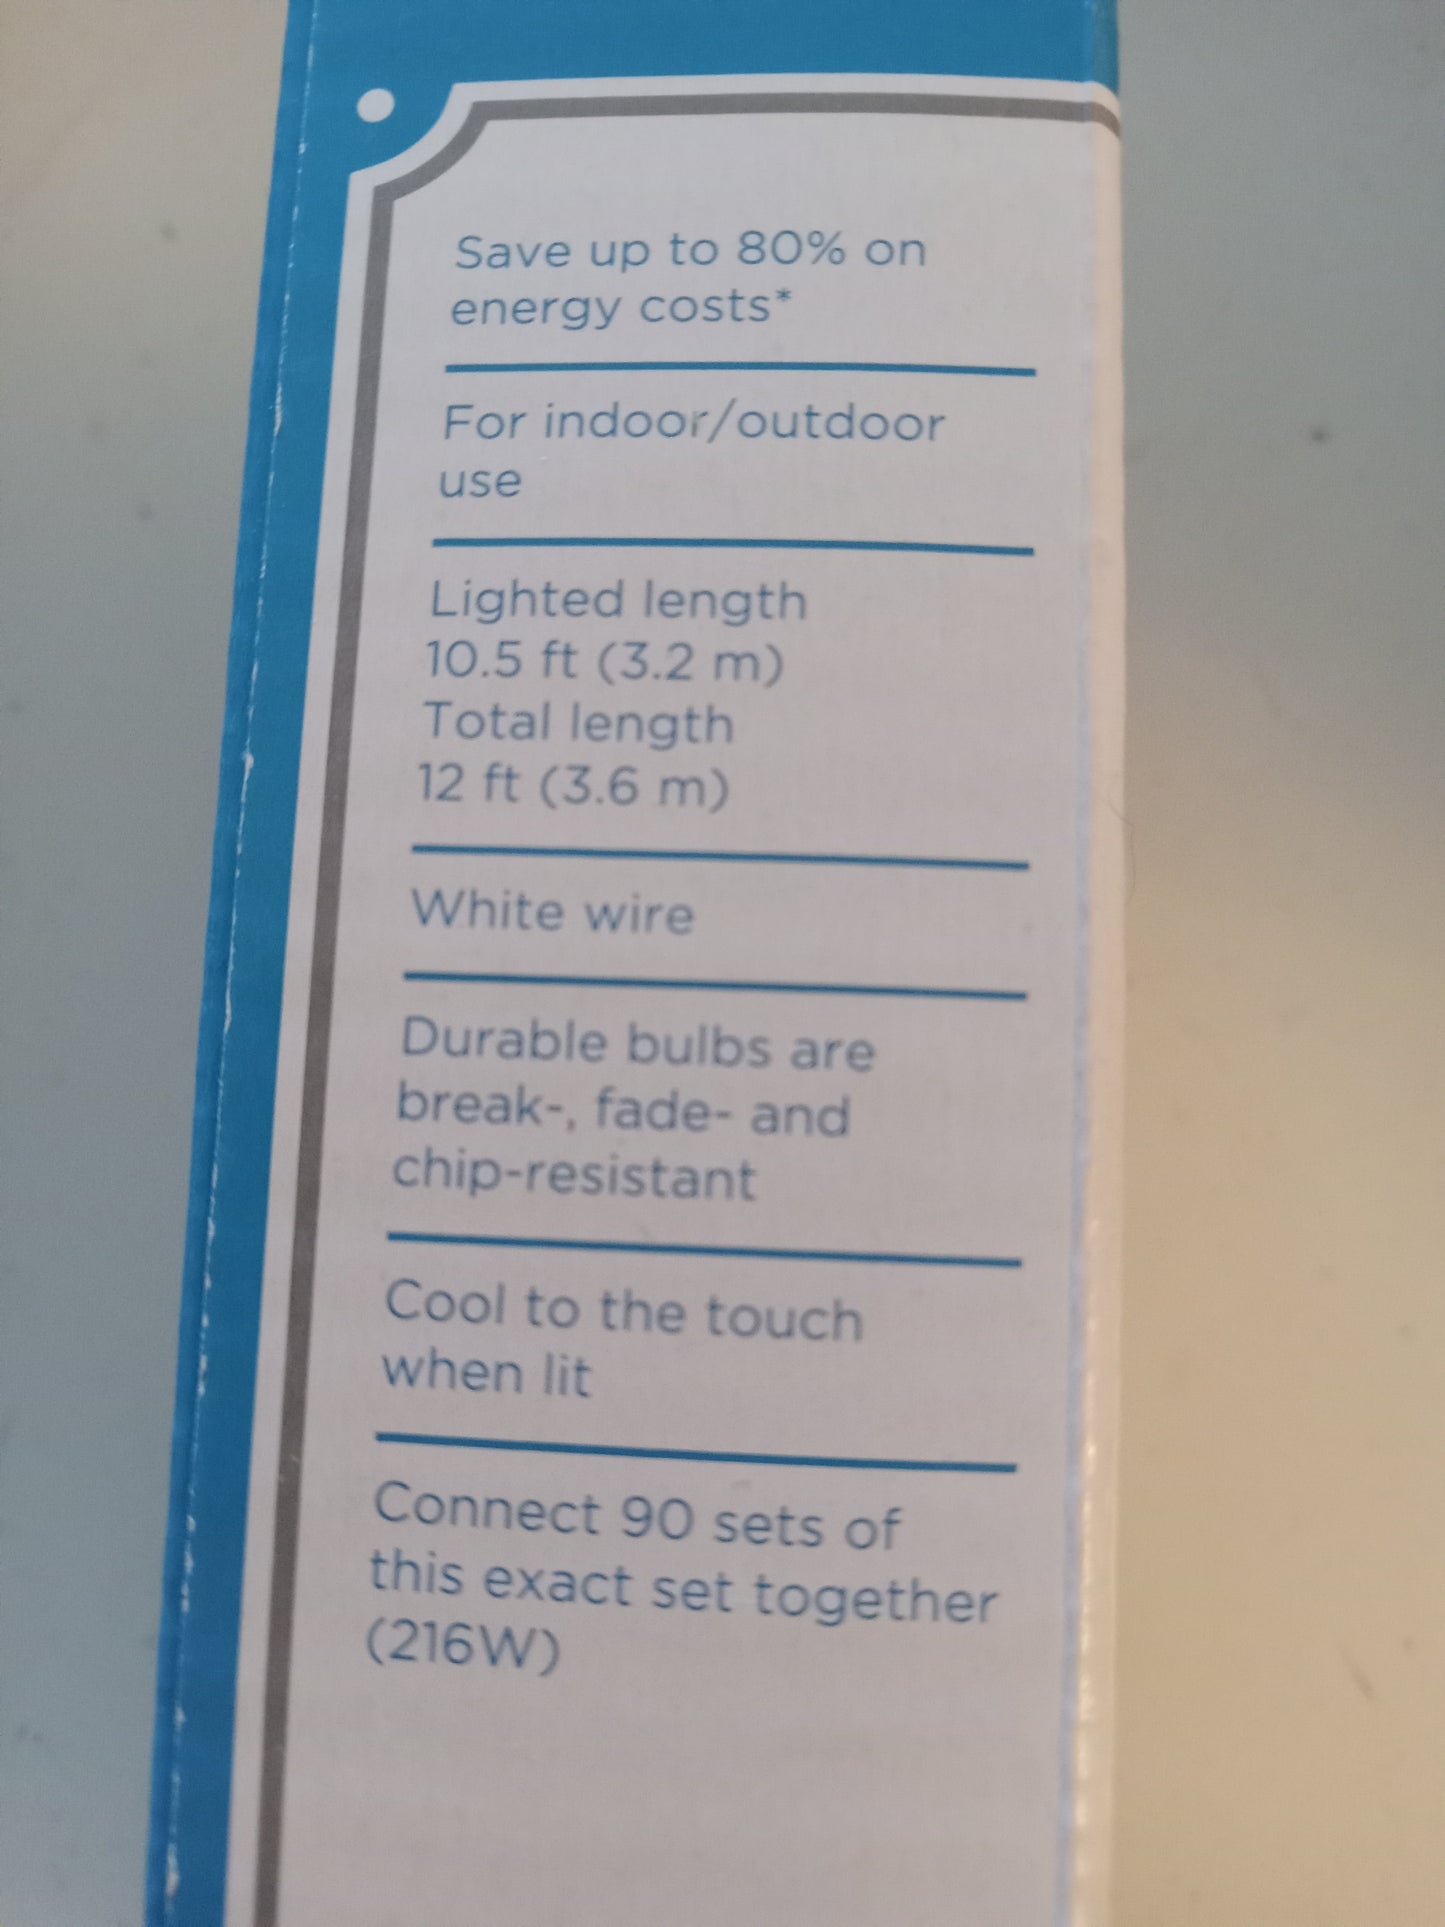 Save up to 80% on
energy costs*
For indoor/outdoor
use
Lighted length
10.5 ft (3.2 m)
Total length
12 ft (3.6 m)
White wire
Durable bulbs are
break-, fade- and
chip-resistant
Cool to the touch
when lit
Connect 90 sets of
this exact set together
(216W)